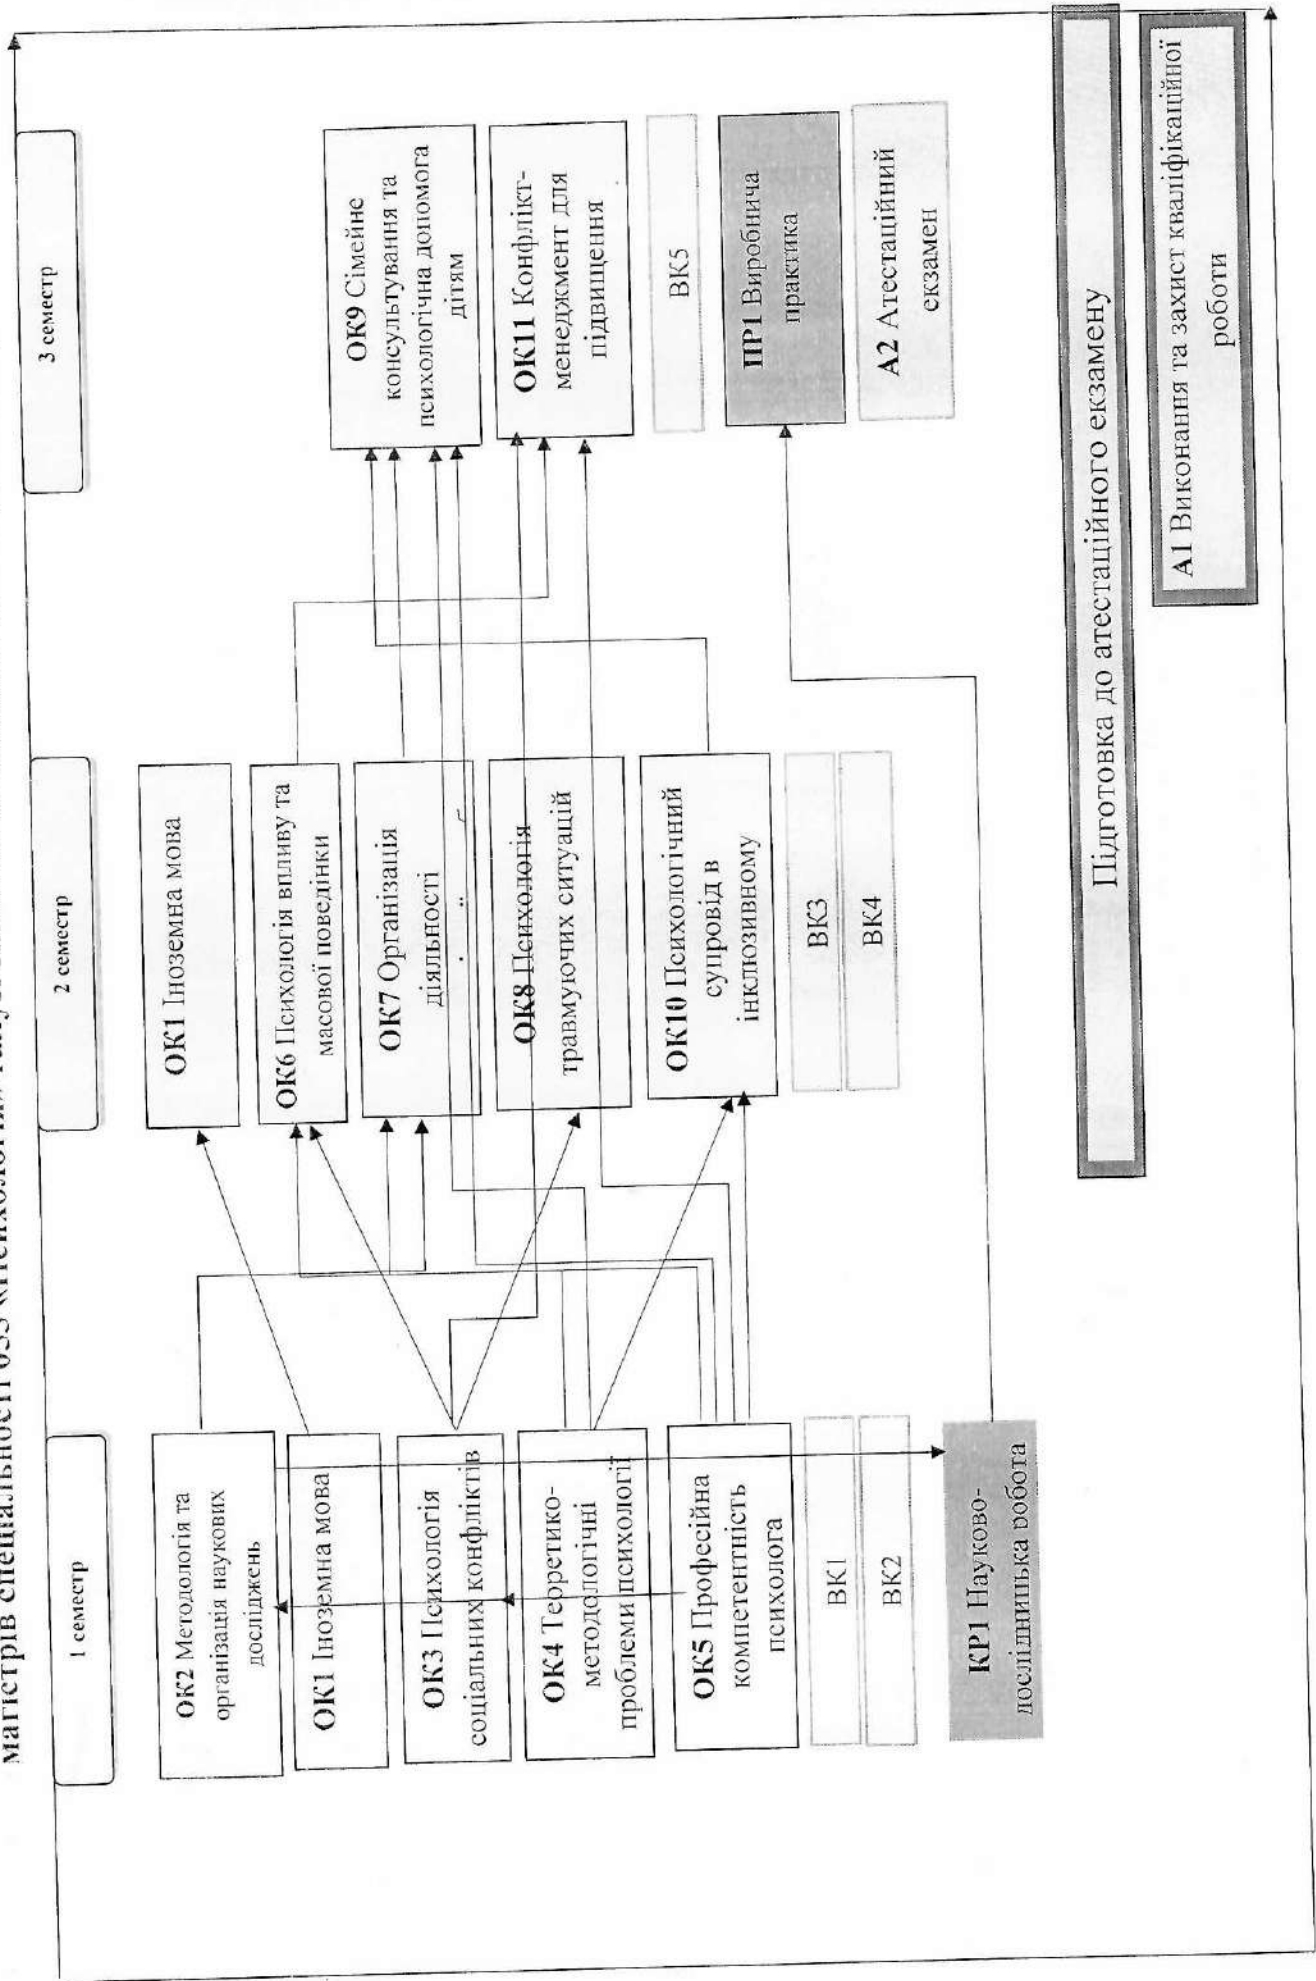 магістрів спеціальності 053 «Психологія»
1 семестр
2 семестр
3 семестр
ОК2 Методологія та
організація наукових
досліджень
ОК1 Іноземна мова
ОК3 Психологія
соціальних конфліктів
ОК4 Теоретико-
методологічні
проблеми психології
ОК5 Професійна
компетентність
психолога
ВК1
ВК2
КР1 Науково-
дослідницька робота
ОК1 Іноземна мова
ОК6 Психологія впливу та
масової поведінки
ОК7 Організація
діяльності
ОК8 Психологія
травмуючих ситуацій
ОК10 Психологічний
супровід в
інклюзивному
ВК3
ВК4
ОК9 Сімейне
консультування та
психологічна допомога
дітям
ОК11 Конфлікт-
менеджмент для
підвищення
ВК5
ПР1 Виробнича
практика
А2 Атестаційний
екзамен
Підготовка до атестаційного екзамену
А1 Виконання та захист кваліфікаційної
роботи